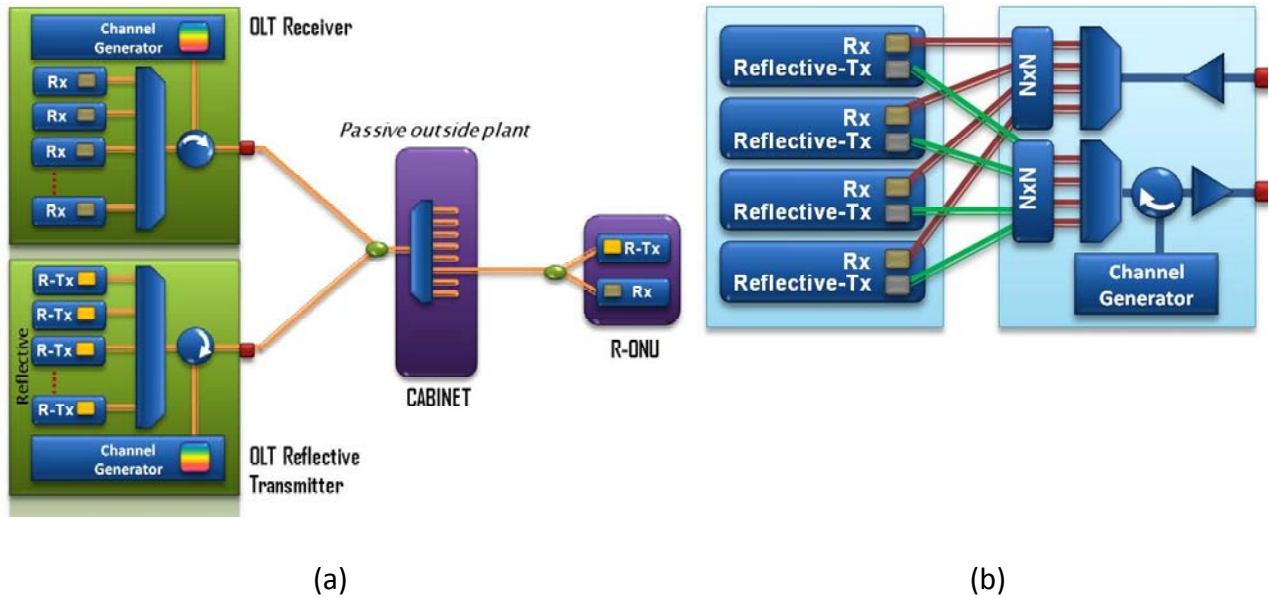 Channel
Generator
OLT Receiver
Rx
Rx
Rx
Rx
Passive outside plant
R-Tx
Rx
R-ONU
CABINET
Reflective
R-Tx
R-Tx
R-Tx
R-Tx
Channel
Generator
OLT Reflective
Transmitter
(a)
Rx
Reflective-Tx
Rx
Reflective-Tx
Rx
Reflective-Tx
Rx
Reflective-Tx
NxN
NxN
Channel
Generator
(b)